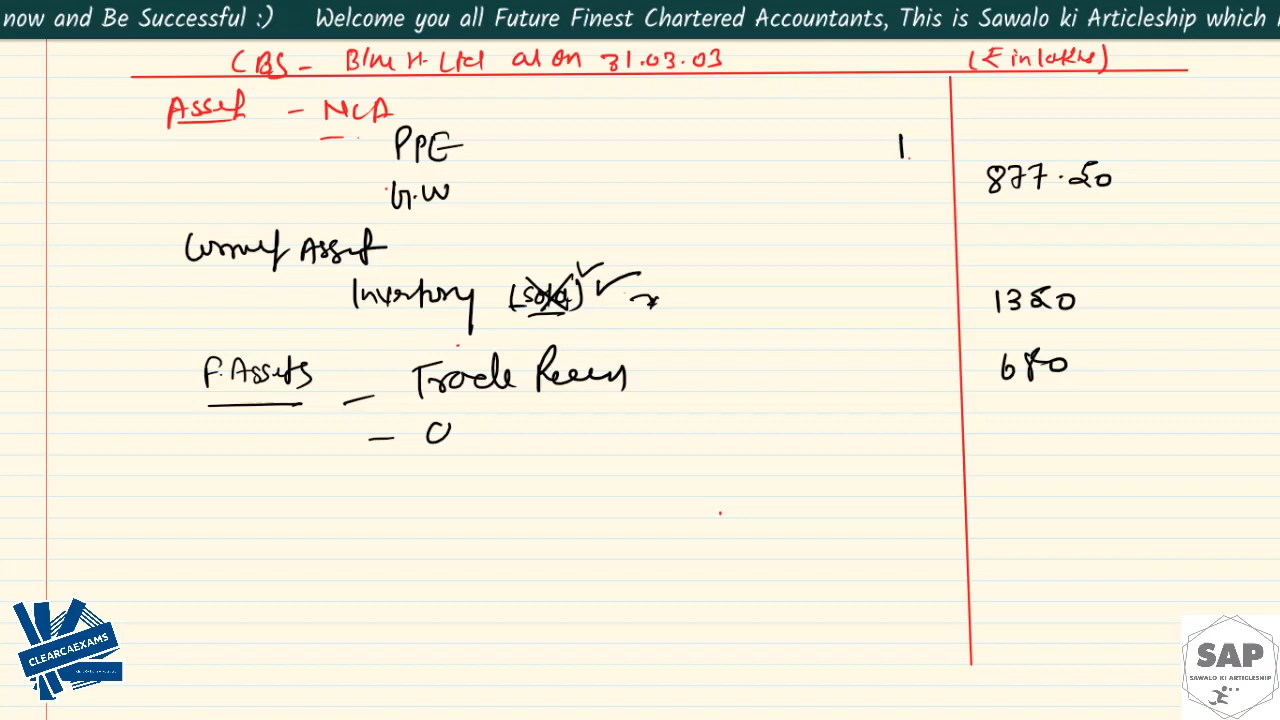 now and Be Successful :)     Welcome you all Future Finest Chartered Accountants, This is Sawalo ki Articleship which
CBS - Blue H. Ltd as on 31.03.03 (₹ in lakhs)
Asset - NCA
PPE 1
877.50
G.W
Current Asset
Inventory 1350
F. Assets - Trade Receiv 680
- O
CLEARCAEXAMS
SAP
SAWALO KI ARTICLESHIP